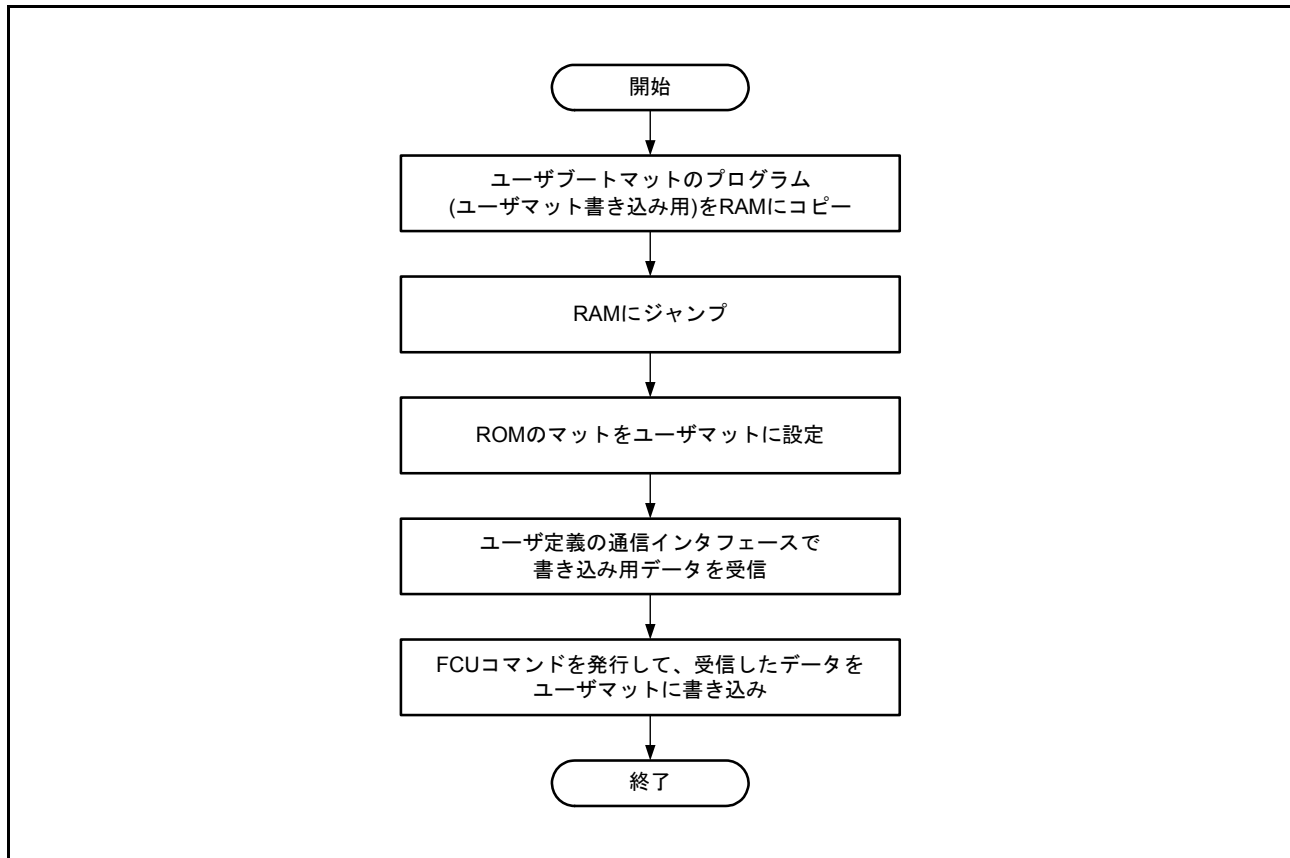 開始
ユーザブートマットのプログラム
(ユーザマット書き込み用)をRAMにコピー
RAMにジャンプ
ROMのマットをユーザマットに設定
ユーザ定義の通信インタフェースで
書き込み用データを受信
FCUコマンドを発行して、受信したデータを
ユーザマットに書き込み
終了